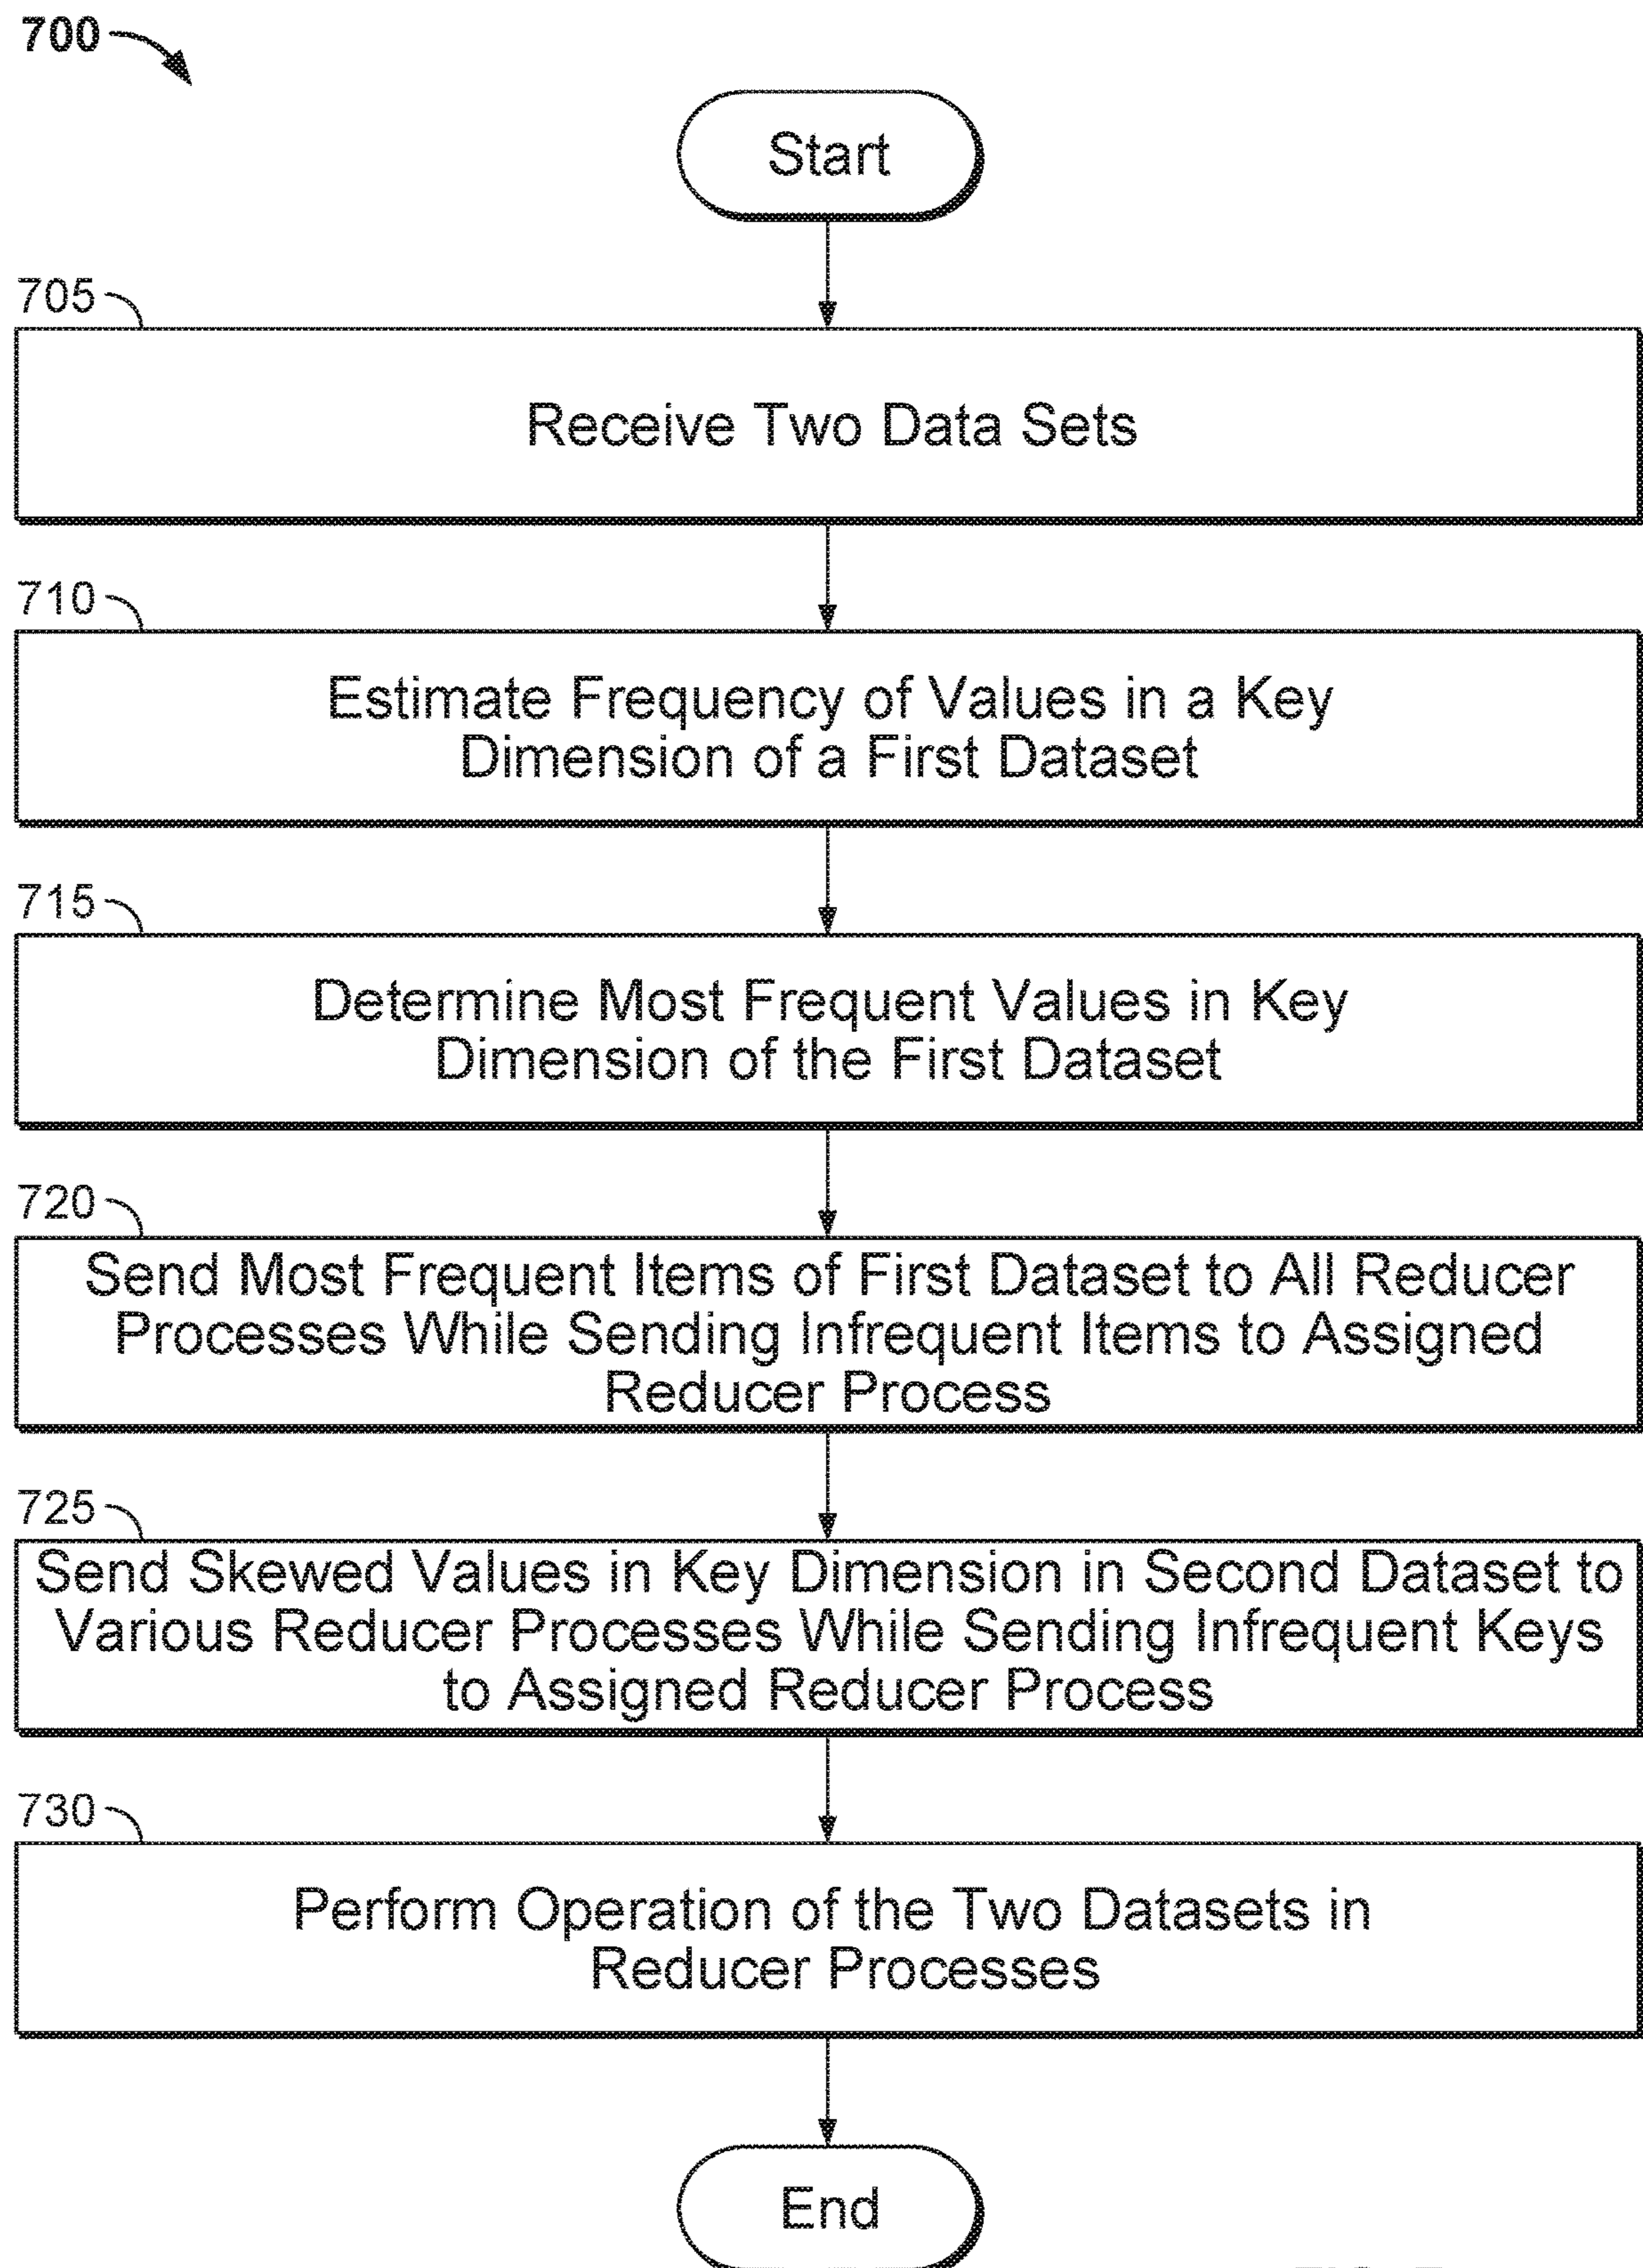 700
Start
705
Receive Two Data Sets
710
Estimate Frequency of Values in a Key
Dimension of a First Dataset
715
Determine Most Frequent Values in Key
Dimension of the First Dataset
720
Send Most Frequent Items of First Dataset to All Reducer
Processes While Sending Infrequent Items to Assigned
Reducer Process
725
Send Skewed Values in Key Dimension in Second Dataset to
Various Reducer Processes While Sending Infrequent Keys
to Assigned Reducer Process
730
Perform Operation of the Two Datasets in
Reducer Processes
End